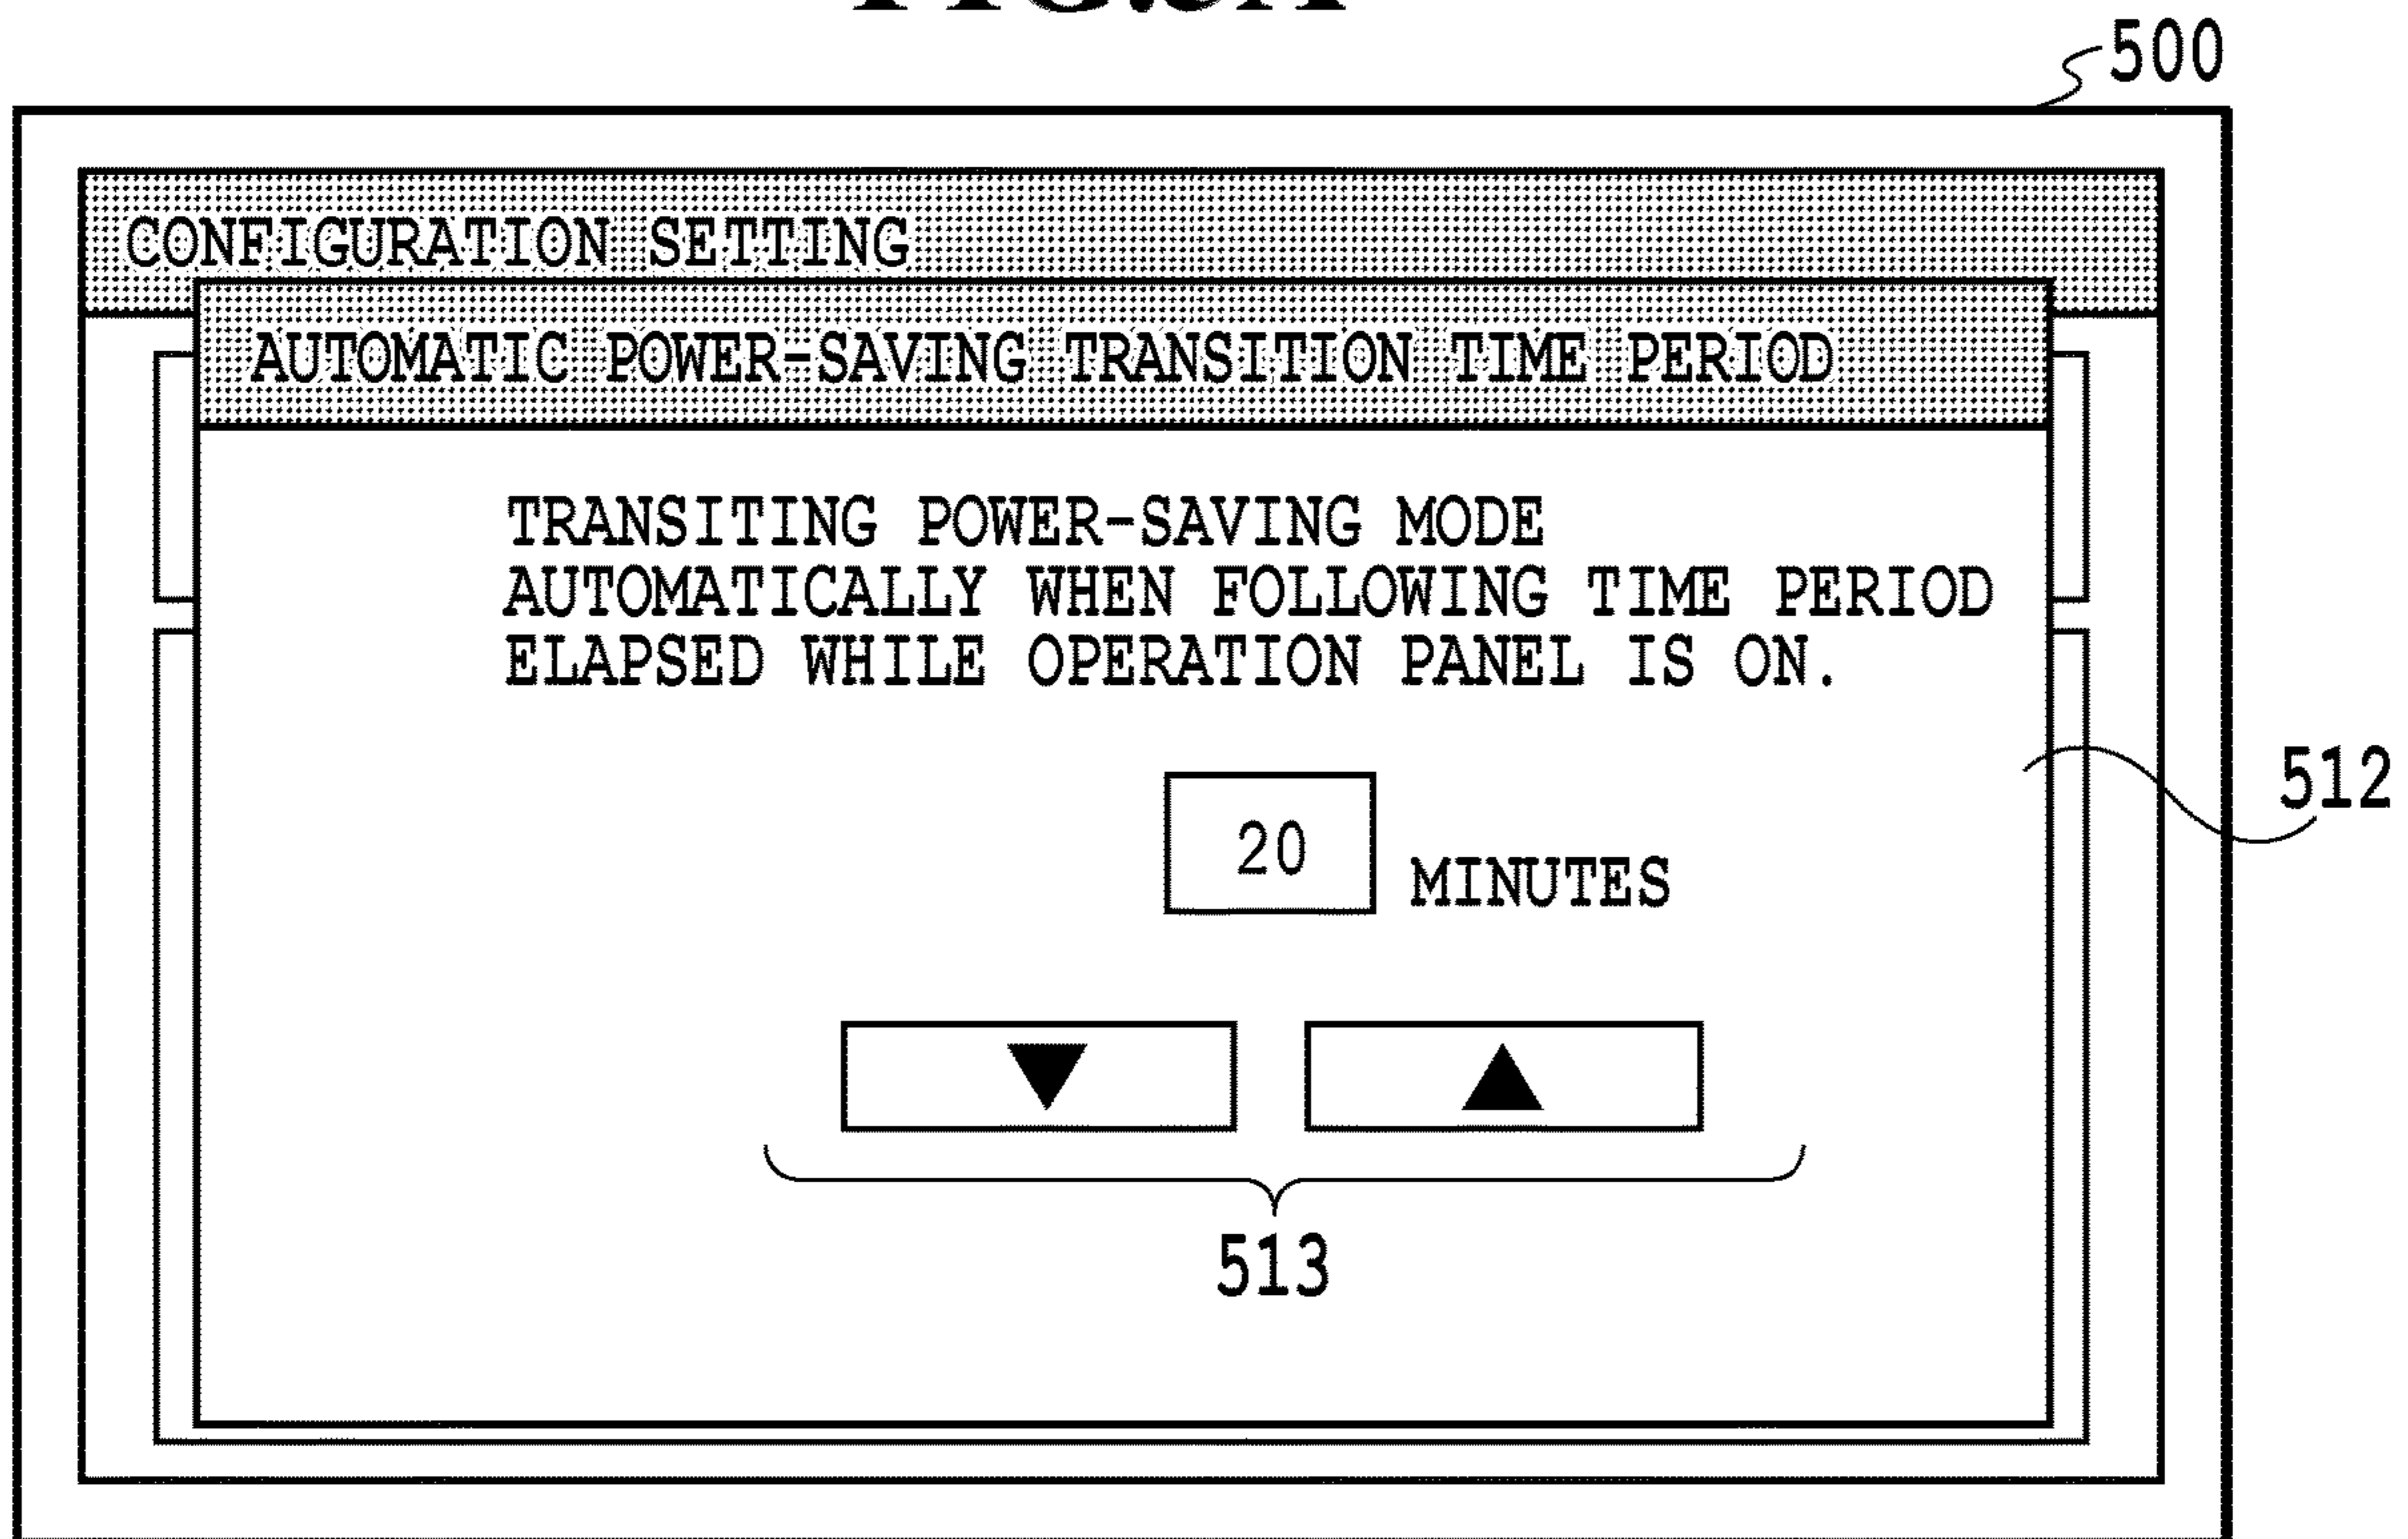 500
CONFIGURATION SETTING
AUTOMATIC POWER-SAVING TRANSITION TIME PERIOD
TRANSITING POWER-SAVING MODE
AUTOMATICALLY WHEN FOLLOWING TIME PERIOD
ELAPSED WHILE OPERATION PANEL IS ON.
512
20 MINUTES
▼ ▲
513